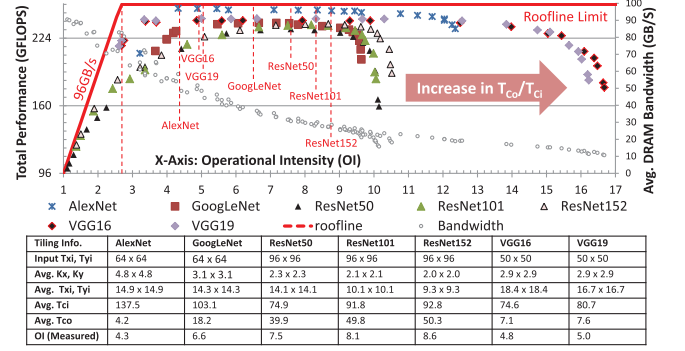 Total Performance (GFLOPS)
224
160
96
96GB/s
Roofline Limit
VGG16
VGG19
GoogLeNet
AlexNet
ResNet50
ResNet101
ResNet152
Increase in TCo/TCi
100
90
80
70
60
50
40
30
20
10
0
Avg. DRAM Bandwidth (GB/S)
X-Axis: Operational Intensity (OI)
1 2 3 4 5 6 7 8 9 10 11 12 13 14 15 16 17
AlexNet GoogLeNet ResNet50 ResNet101 ResNet152
VGG16 VGG19 roofline Bandwidth
Tiling Info. AlexNet GoogLeNet ResNet50 ResNet101 ResNet152 VGG16 VGG19
Input Txi, Tyi 64 x 64 64 x 64 96 x 96 96 x 96 96 x 96 50 x 50 50 x 50
Avg. Kx, Ky 4.8 x 4.8 3.1 x 3.1 2.3 x 2.3 2.1 x 2.1 2.0 x 2.0 2.9 x 2.9 2.9 x 2.9
Avg. Txi, Tyi 14.9 x 14.9 14.3 x 14.3 14.1 x 14.1 10.1 x 10.1 9.3 x 9.3 18.4 x 18.4 16.7 x 16.7
Avg. Tci 137.5 103.1 74.9 91.8 92.8 74.6 80.7
Avg. Tco 4.2 18.2 39.9 49.8 50.3 7.1 7.6
OI (Measured) 4.3 6.6 7.5 8.1 8.6 4.8 5.0